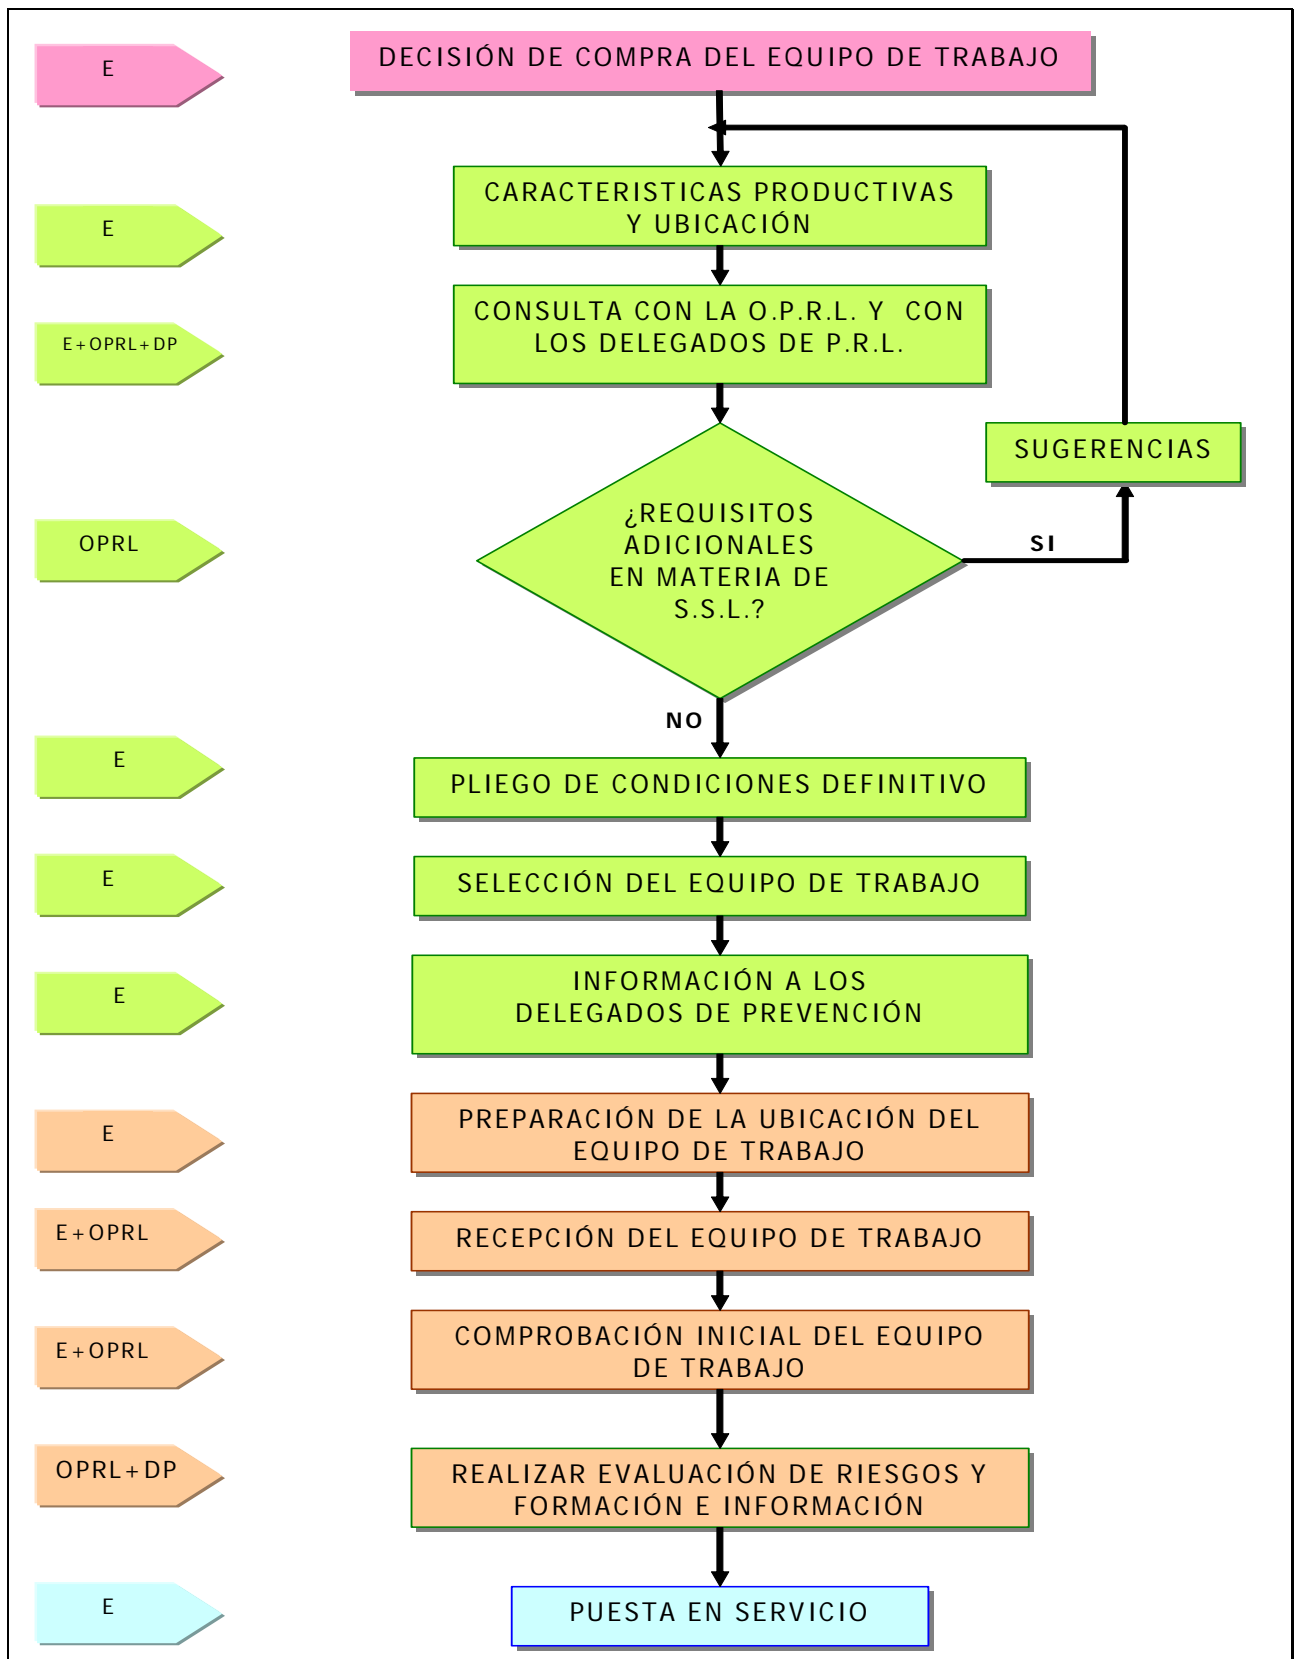 E
DECISIÓN DE COMPRA DEL EQUIPO DE TRABAJO
E
CARACTERISTICAS PRODUCTIVAS
Y UBICACIÓN
E+OPRL+DP
CONSULTA CON LA O.P.R.L. Y CON
LOS DELEGADOS DE P.R.L.
SUGERENCIAS
OPRL
¿REQUISITOS
ADICIONALES
EN MATERIA DE
S.S.L.?
SI
NO
E
PLIEGO DE CONDICIONES DEFINITIVO
E
SELECCIÓN DEL EQUIPO DE TRABAJO
E
INFORMACIÓN A LOS
DELEGADOS DE PREVENCIÓN
E
PREPARACIÓN DE LA UBICACIÓN DEL
EQUIPO DE TRABAJO
E+OPRL
RECEPCIÓN DEL EQUIPO DE TRABAJO
E+OPRL
COMPROBACIÓN INICIAL DEL EQUIPO
DE TRABAJO
OPRL+DP
REALIZAR EVALUACIÓN DE RIESGOS Y
FORMACIÓN E INFORMACIÓN
E
PUESTA EN SERVICIO